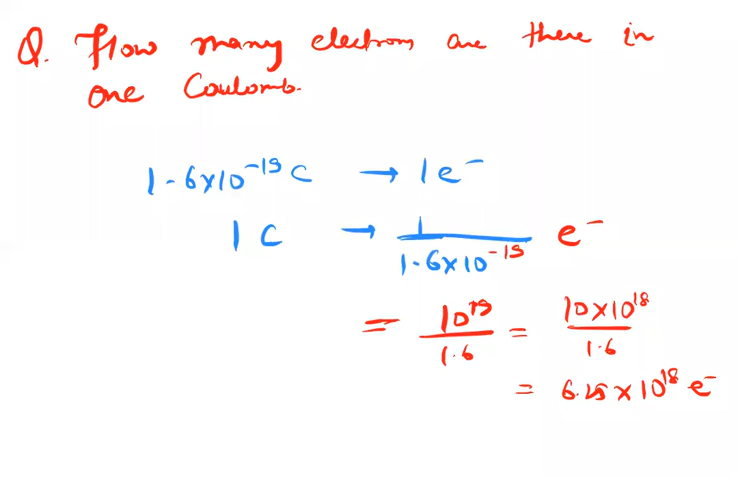 Q. How many electrons are there in
one Coulomb.
1.6×10⁻¹⁹ C → 1 e⁻
1 C → 1/(1.6×10⁻¹⁹) e⁻
= 10¹⁹/1.6 = 10×10¹⁸/1.6
= 6.25×10¹⁸ e⁻